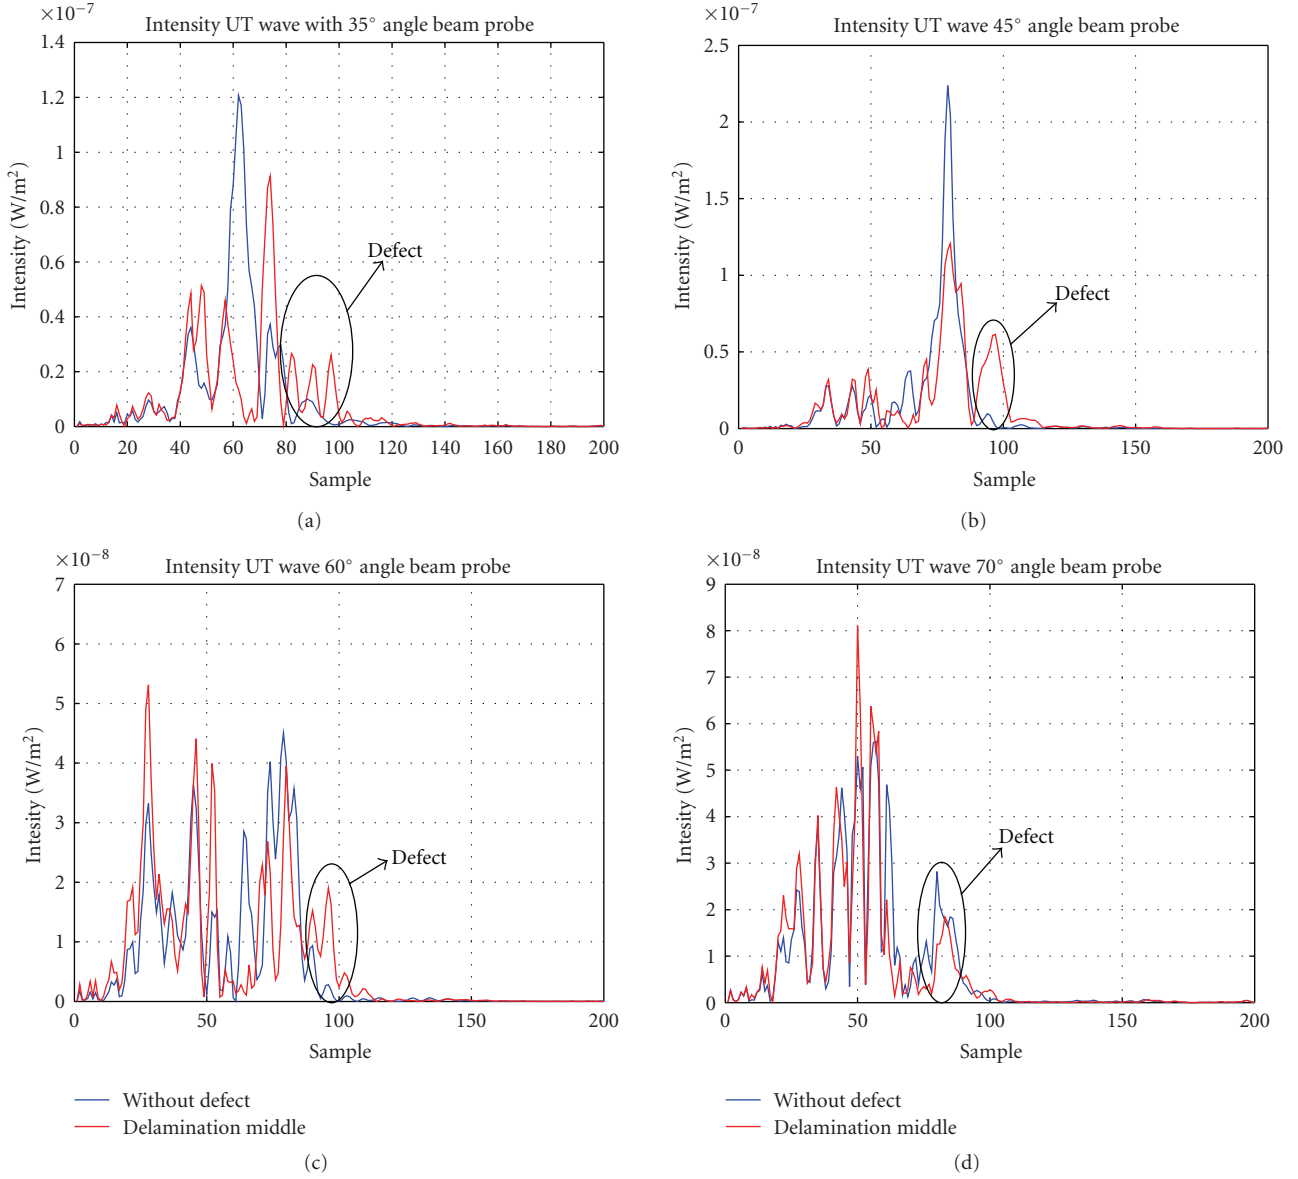 ×10−7
Intensity UT wave with 35° angle beam probe
1.4
1.2
1
0.8
0.6
0.4
0.2
0
Intensity (W/m2)
Defect
0 20 40 60 80 100 120 140 160 180 200
Sample
(a)
×10−7
Intensity UT wave 45° angle beam probe
2.5
2
1.5
1
0.5
0
Intensity (W/m2)
Defect
0 50 100 150 200
Sample
(b)
×10−8
Intensity UT wave 60° angle beam probe
7
6
5
4
3
2
1
0
Intesity (W/m2)
Defect
0 50 100 150 200
Sample
Without defect
Delamination middle
(c)
×10−8
Intensity UT wave 70° angle beam probe
9
8
7
6
5
4
3
2
1
0
Intesity (W/m2)
Defect
0 50 100 150 200
Sample
Without defect
Delamination middle
(d)